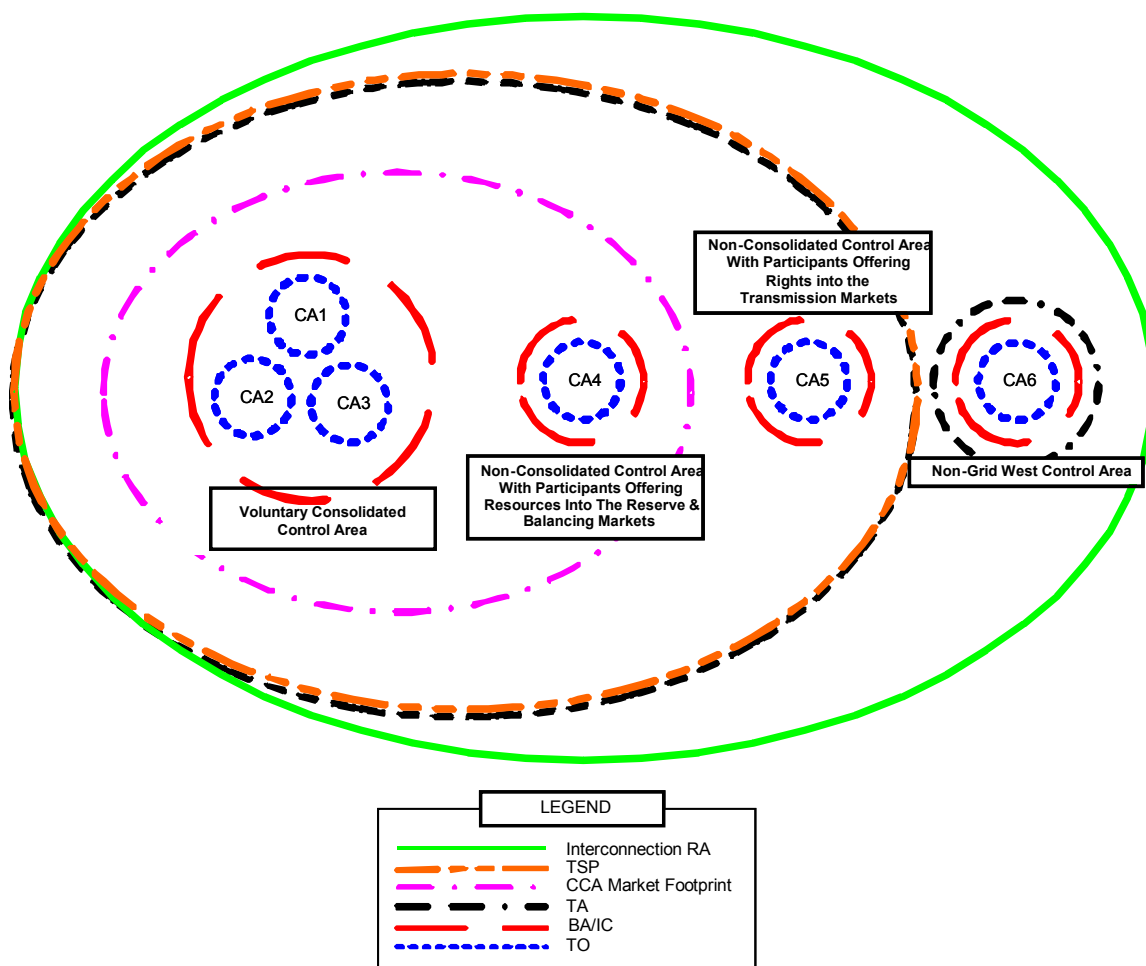 Non-Consolidated Control Area
With Participants Offering
Rights into the
Transmission Markets
CA1
CA2
CA3
CA4
CA5
CA6
Non-Consolidated Control Area
With Participants Offering
Resources Into The Reserve &
Balancing Markets
Non-Grid West Control Area
Voluntary Consolidated
Control Area
LEGEND
Interconnection RA
TSP
CCA Market Footprint
TA
BA/IC
TO